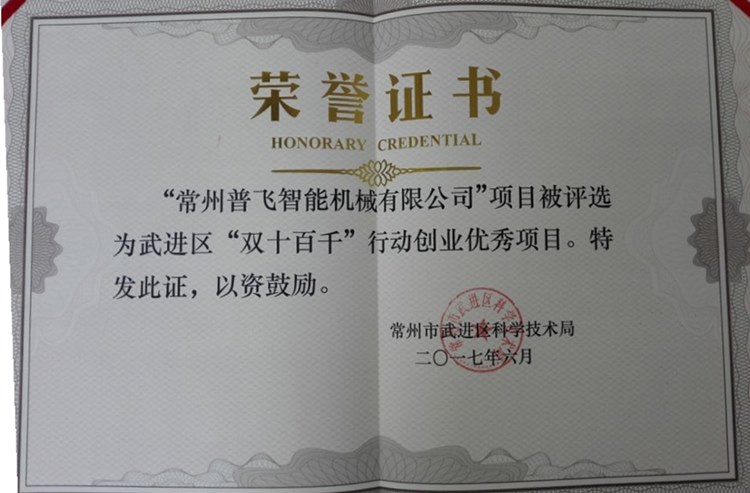 荣誉证书
HONORARY CREDENTIAL
“常州普飞智能机械有限公司”项目被评选
为武进区“双十百千”行动创业优秀项目。特
发此证，以资鼓励。
常州市武进区科学技术局
二〇一七年六月